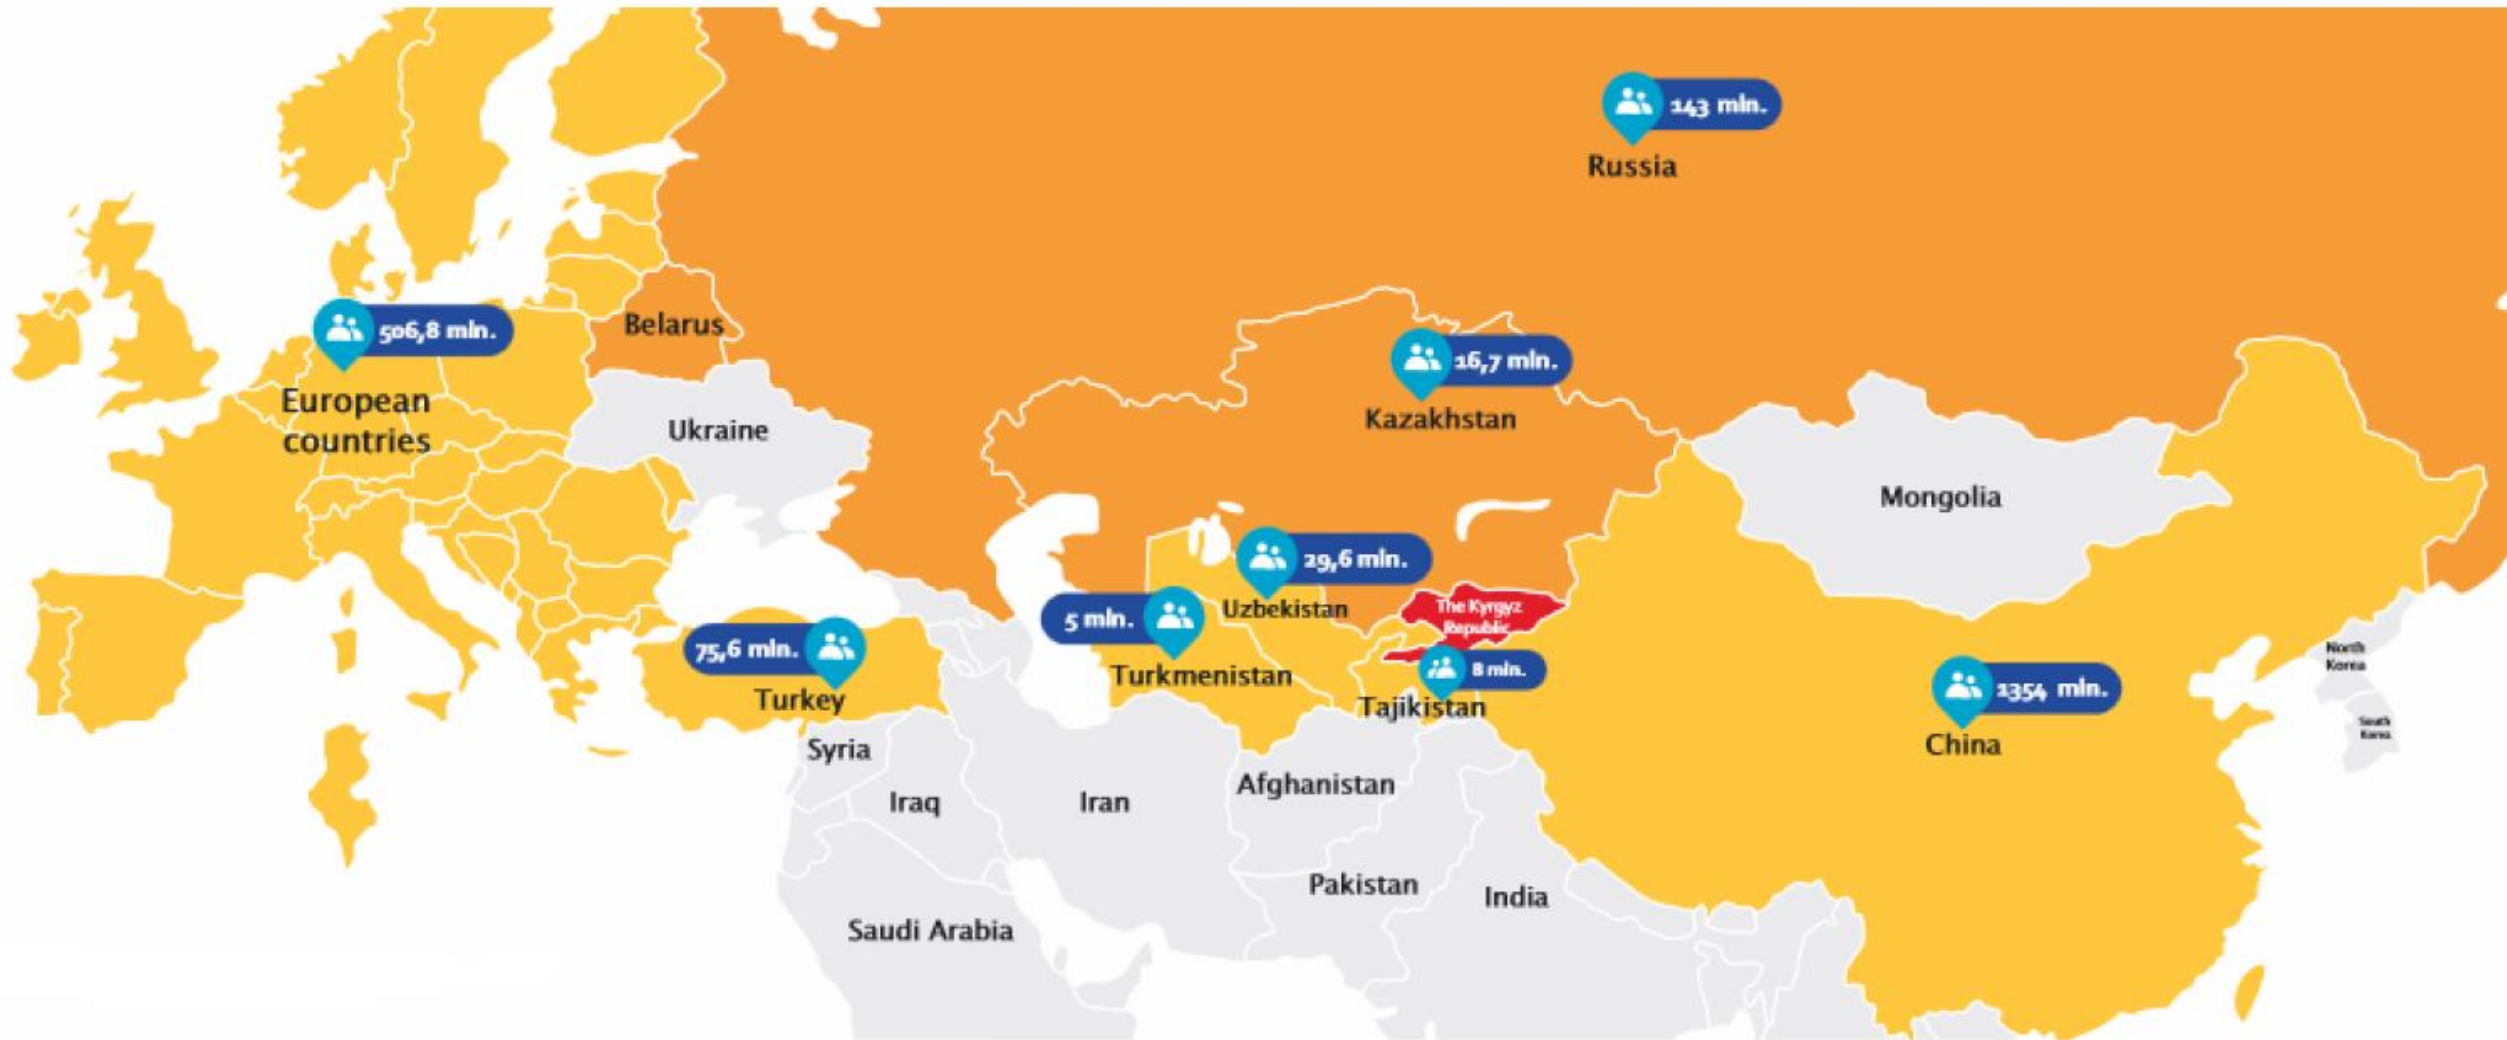 143 mln.
Russia
506,8 mln.
European
countries
Belarus
16,7 mln.
Kazakhstan
Ukraine
Mongolia
29,6 mln.
Uzbekistan
The Kyrgyz
Republic
5 mln.
Turkmenistan
75,6 mln.
Turkey
8 mln.
Tajikistan
1354 mln.
China
North
Korea
South
Korea
Syria
Iraq
Iran
Afghanistan
Pakistan
India
Saudi Arabia